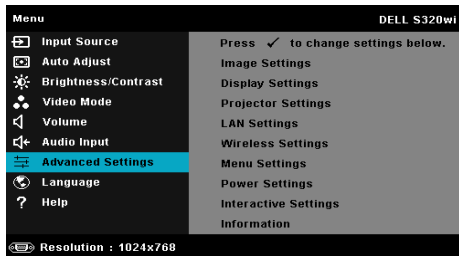 Menu DELL S320wi
Input Source
Auto Adjust
Brightness/Contrast
Video Mode
Volume
Audio Input
Advanced Settings
Language
Help
Press ✓ to change settings below.
Image Settings
Display Settings
Projector Settings
LAN Settings
Wireless Settings
Menu Settings
Power Settings
Interactive Settings
Information
Resolution : 1024x768